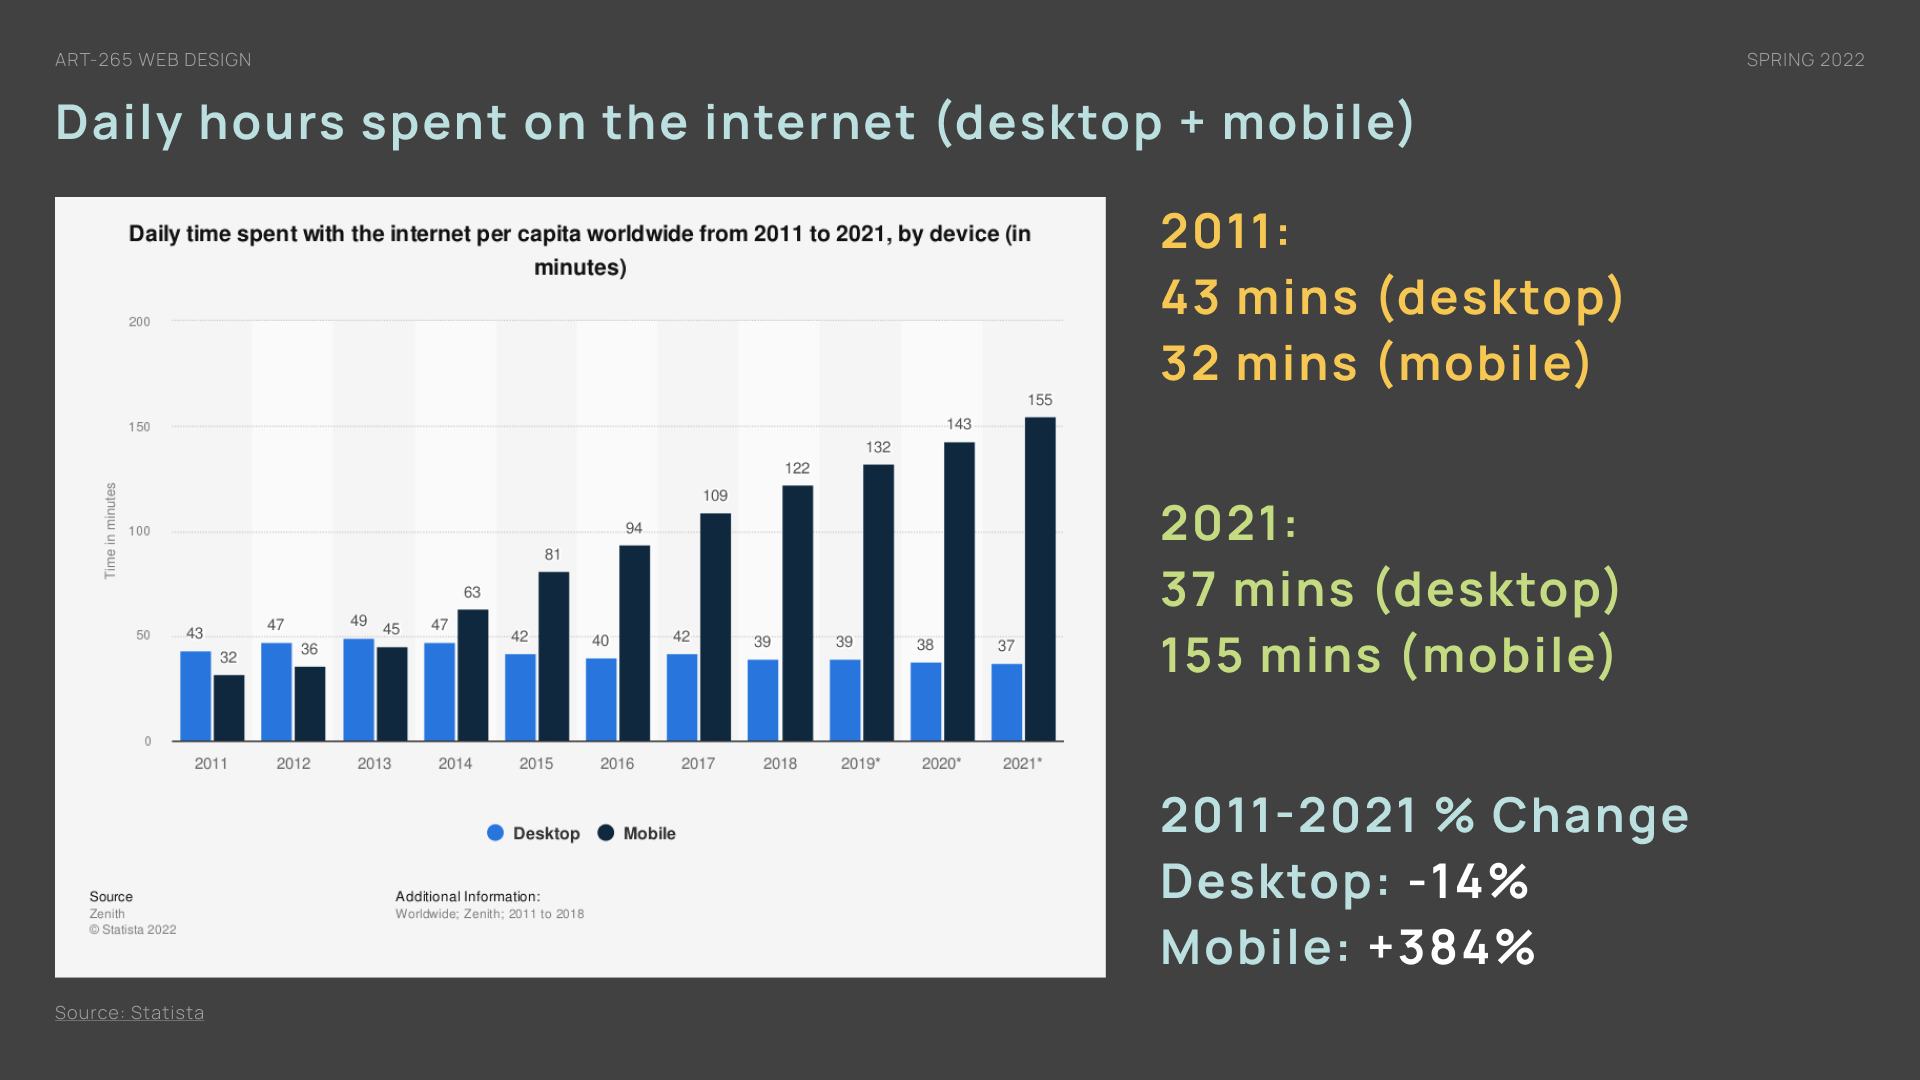 ART-265 WEB DESIGN
SPRING 2022
Daily hours spent on the internet (desktop + mobile)
Daily time spent with the internet per capita worldwide from 2011 to 2021, by device (in
minutes)
Time in minutes
200
150
100
50
0
43 32
47 36
49 45
47 63
42 81
40 94
42 109
39 122
39 132
38 143
37 155
2011 2012 2013 2014 2015 2016 2017 2018 2019* 2020* 2021*
Desktop Mobile
Source
Zenith
© Statista 2022
Additional Information:
Worldwide; Zenith; 2011 to 2018
Source: Statista
2011:
43 mins (desktop)
32 mins (mobile)
2021:
37 mins (desktop)
155 mins (mobile)
2011-2021 % Change
Desktop: -14%
Mobile: +384%